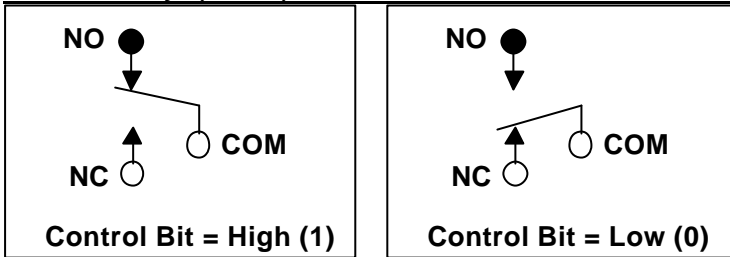 NO
COM
NC
Control Bit = High (1)
NO
COM
NC
Control Bit = Low (0)